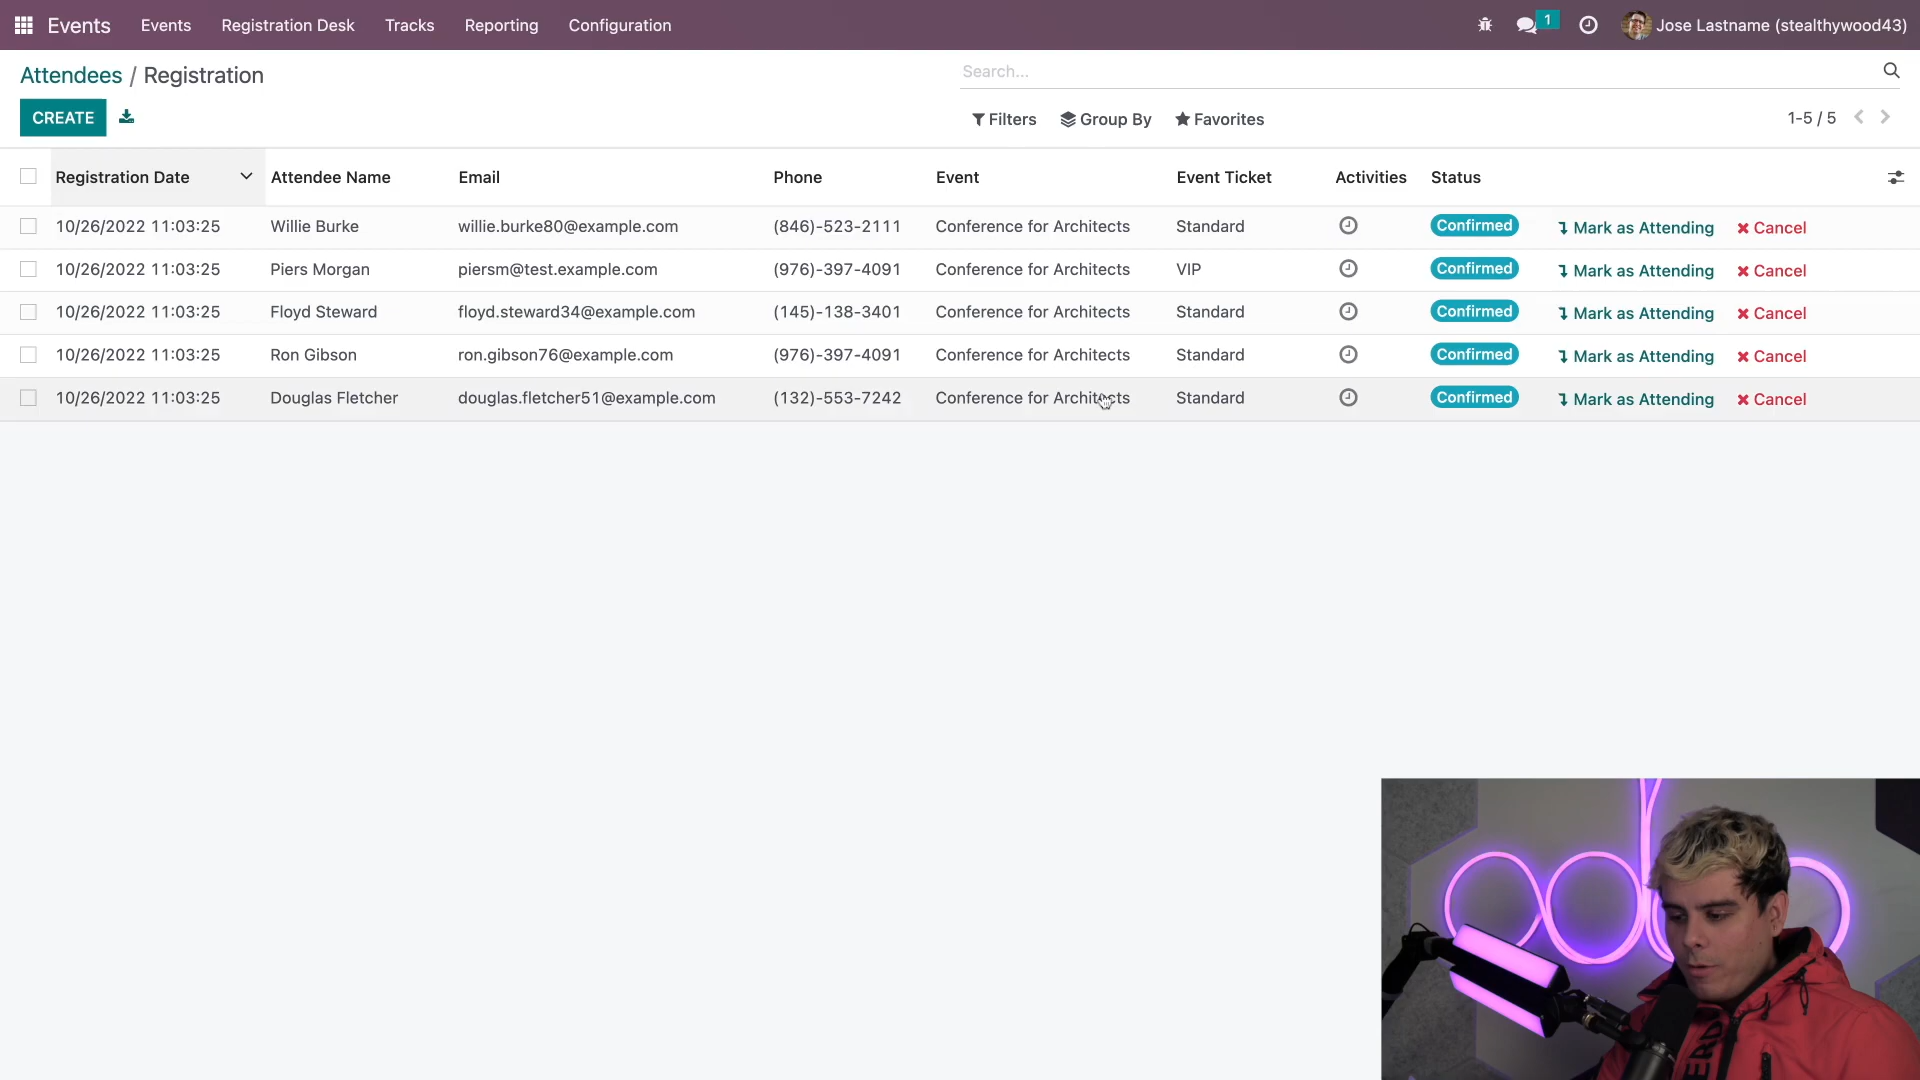 Events Events Registration Desk Tracks Reporting Configuration 1 Jose Lastname (stealthywood43)
Attendees / Registration Search...
CREATE Filters Group By Favorites 1-5 / 5
Registration Date Attendee Name Email Phone Event Event Ticket Activities Status
10/26/2022 11:03:25 Willie Burke willie.burke80@example.com (846)-523-2111 Conference for Architects Standard Confirmed Mark as Attending Cancel
10/26/2022 11:03:25 Piers Morgan piersm@test.example.com (976)-397-4091 Conference for Architects VIP Confirmed Mark as Attending Cancel
10/26/2022 11:03:25 Floyd Steward floyd.steward34@example.com (145)-138-3401 Conference for Architects Standard Confirmed Mark as Attending Cancel
10/26/2022 11:03:25 Ron Gibson ron.gibson76@example.com (976)-397-4091 Conference for Architects Standard Confirmed Mark as Attending Cancel
10/26/2022 11:03:25 Douglas Fletcher douglas.fletcher51@example.com (132)-553-7242 Conference for Architects Standard Confirmed Mark as Attending Cancel